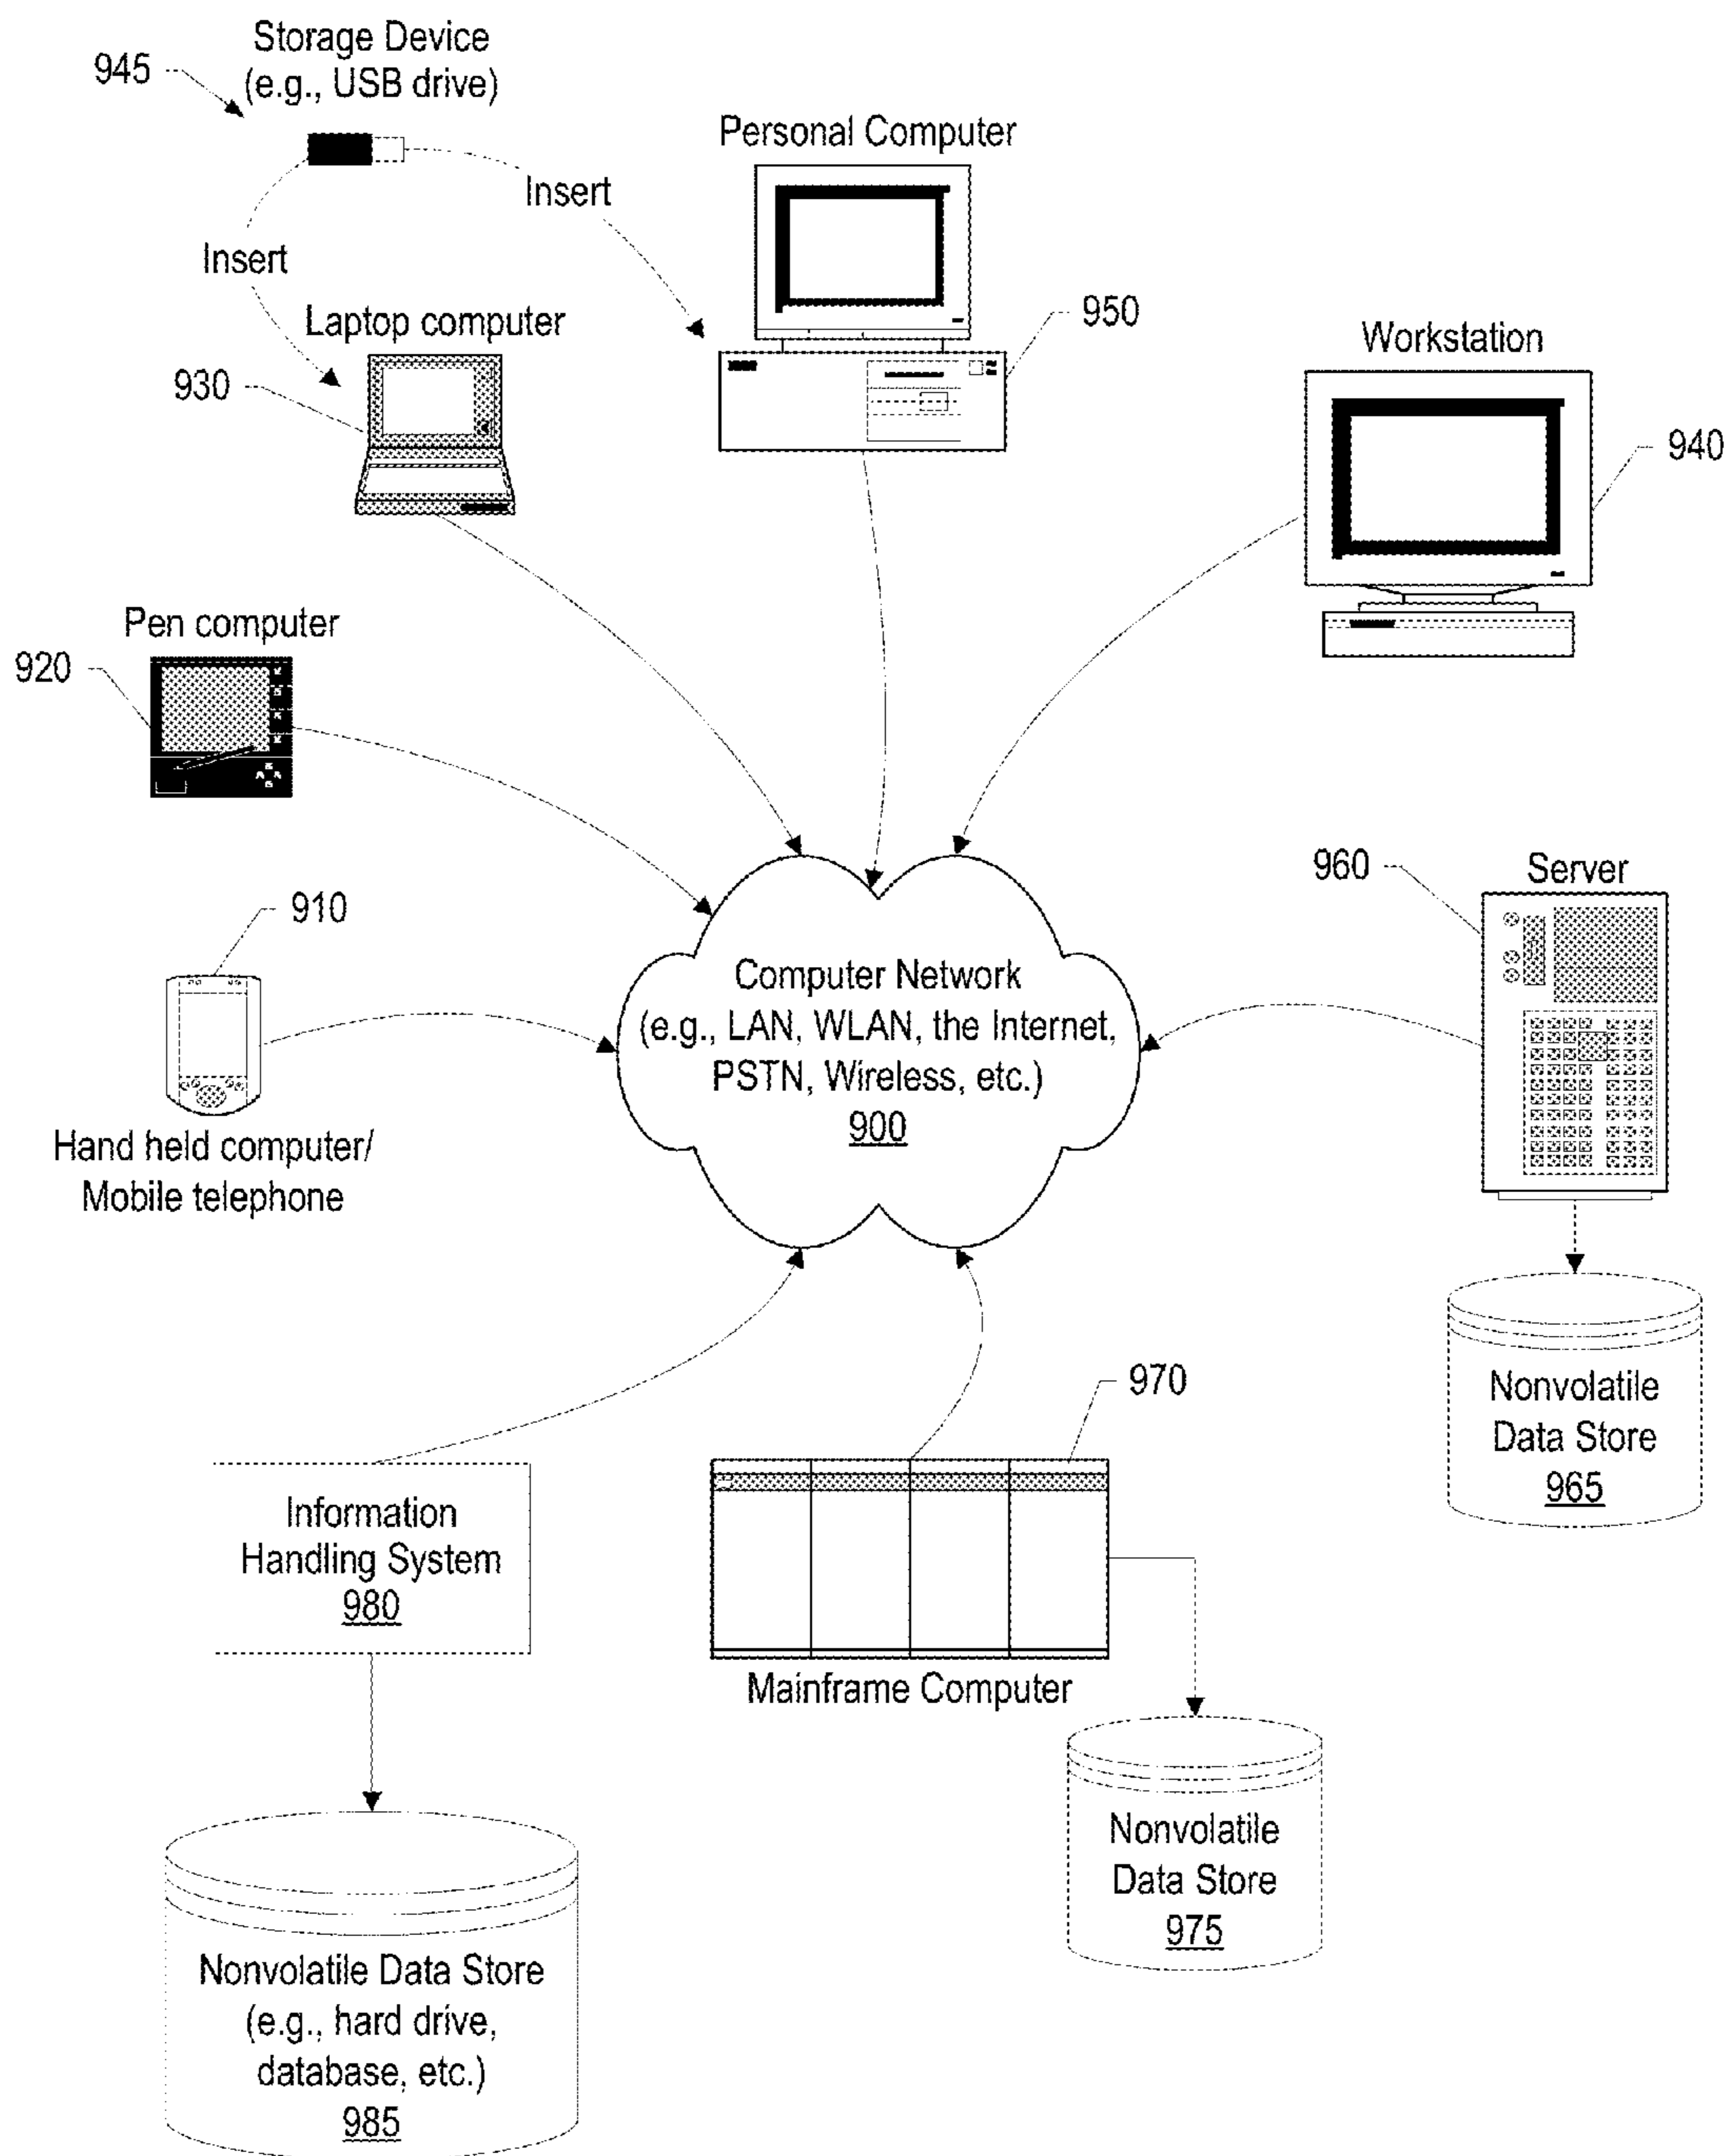 Storage Device
(e.g., USB drive)
945
Personal Computer
Insert
Insert
Laptop computer
950
Workstation
930
940
Pen computer
920
960
Server
910
Computer Network
(e.g., LAN, WLAN, the Internet,
PSTN, Wireless, etc.)
900
Hand held computer/
Mobile telephone
970
Nonvolatile
Data Store
965
Information
Handling System
980
Mainframe Computer
Nonvolatile
Data Store
975
Nonvolatile Data Store
(e.g., hard drive,
database, etc.)
985